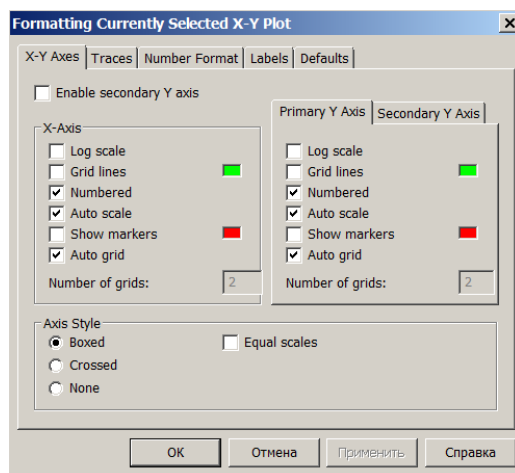 Formatting Currently Selected X-Y Plot
X-Y Axes Traces Number Format Labels Defaults
Enable secondary Y axis
X-Axis
Log scale
Grid lines
Numbered
Auto scale
Show markers
Auto grid
Number of grids: 2
Primary Y Axis Secondary Y Axis
Log scale
Grid lines
Numbered
Auto scale
Show markers
Auto grid
Number of grids: 2
Axis Style
Boxed
Equal scales
Crossed
None
OK Отмена Применить Справка